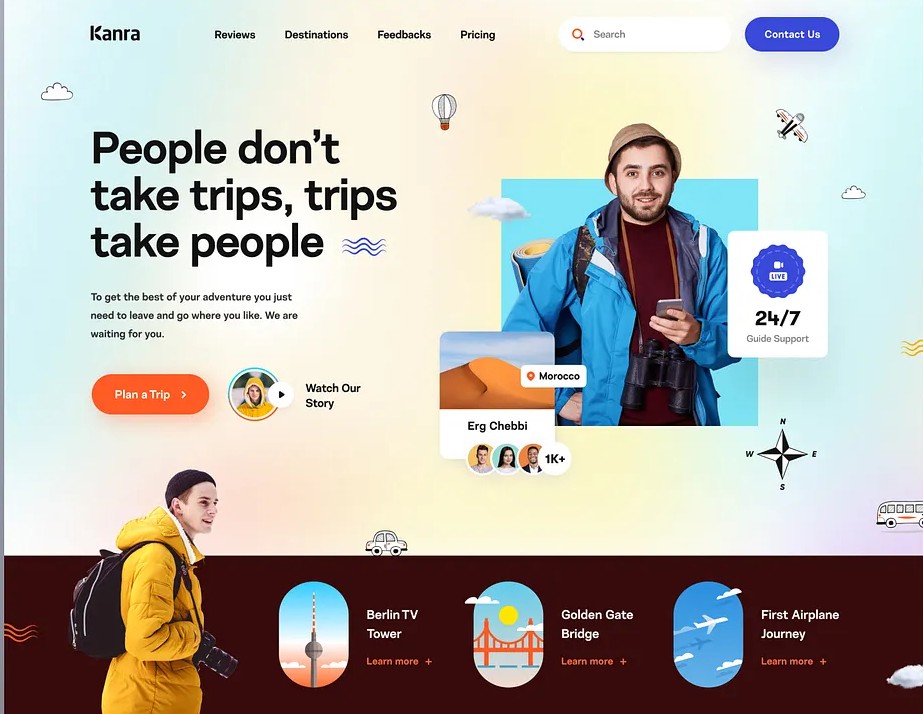 Kanra
Reviews
Destinations
Feedbacks
Pricing
Search
Contact Us
People don't
take trips, trips
take people
To get the best of your adventure you just
need to leave and go where you like. We are
waiting for you.
Plan a Trip
Watch Our
Story
LIVE
24/7
Guide Support
Morocco
Erg Chebbi
1K+
N
W E
S
Berlin TV
Tower
Learn more +
Golden Gate
Bridge
Learn more +
First Airplane
Journey
Learn more +